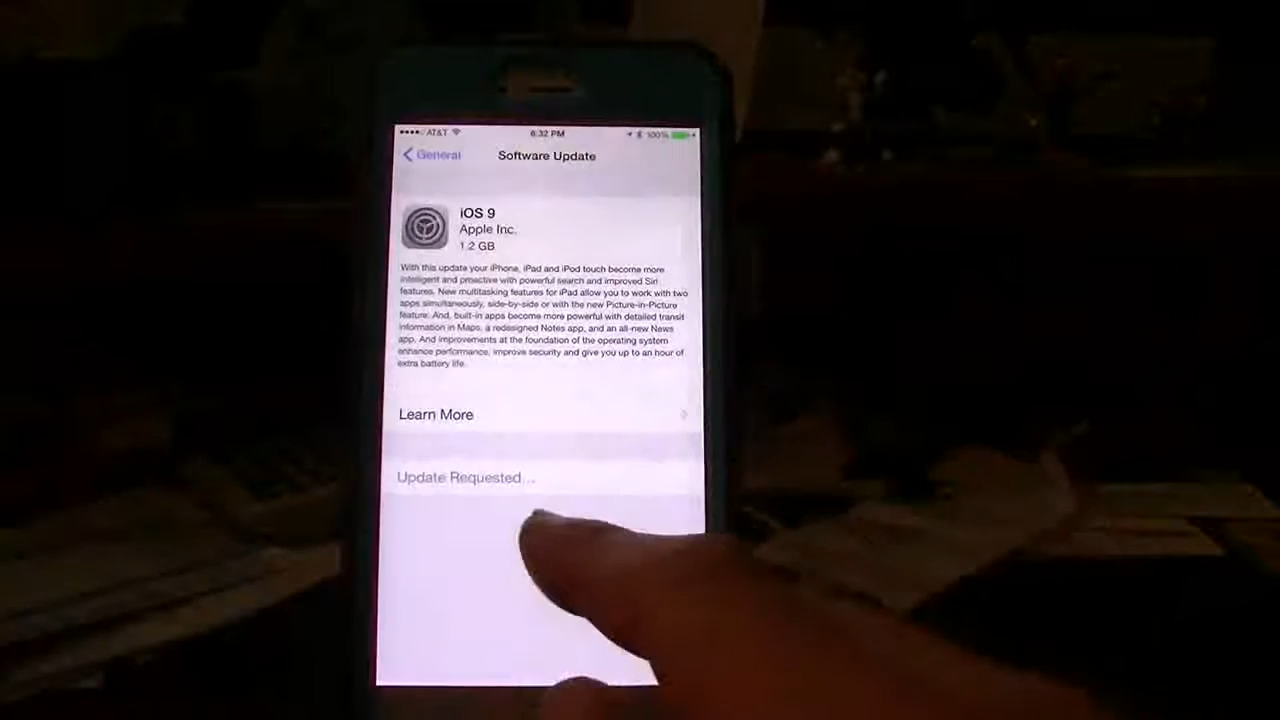 AT&T 6:32 PM 100%
General Software Update
iOS 9
Apple Inc.
1.2 GB
With this update your iPhone, iPad and iPod touch become more
intelligent and proactive with powerful search and improved Siri
features. New multitasking features for iPad allow you to work with two
apps simultaneously, side-by-side or with the new Picture-in-Picture
feature. And, built-in apps become more powerful with detailed transit
information in Maps, a redesigned Notes app, and an all-new News
app. And improvements at the foundation of the operating system
enhance performance, improve security and give you up to an hour of
extra battery life.
Learn More
Update Requested...